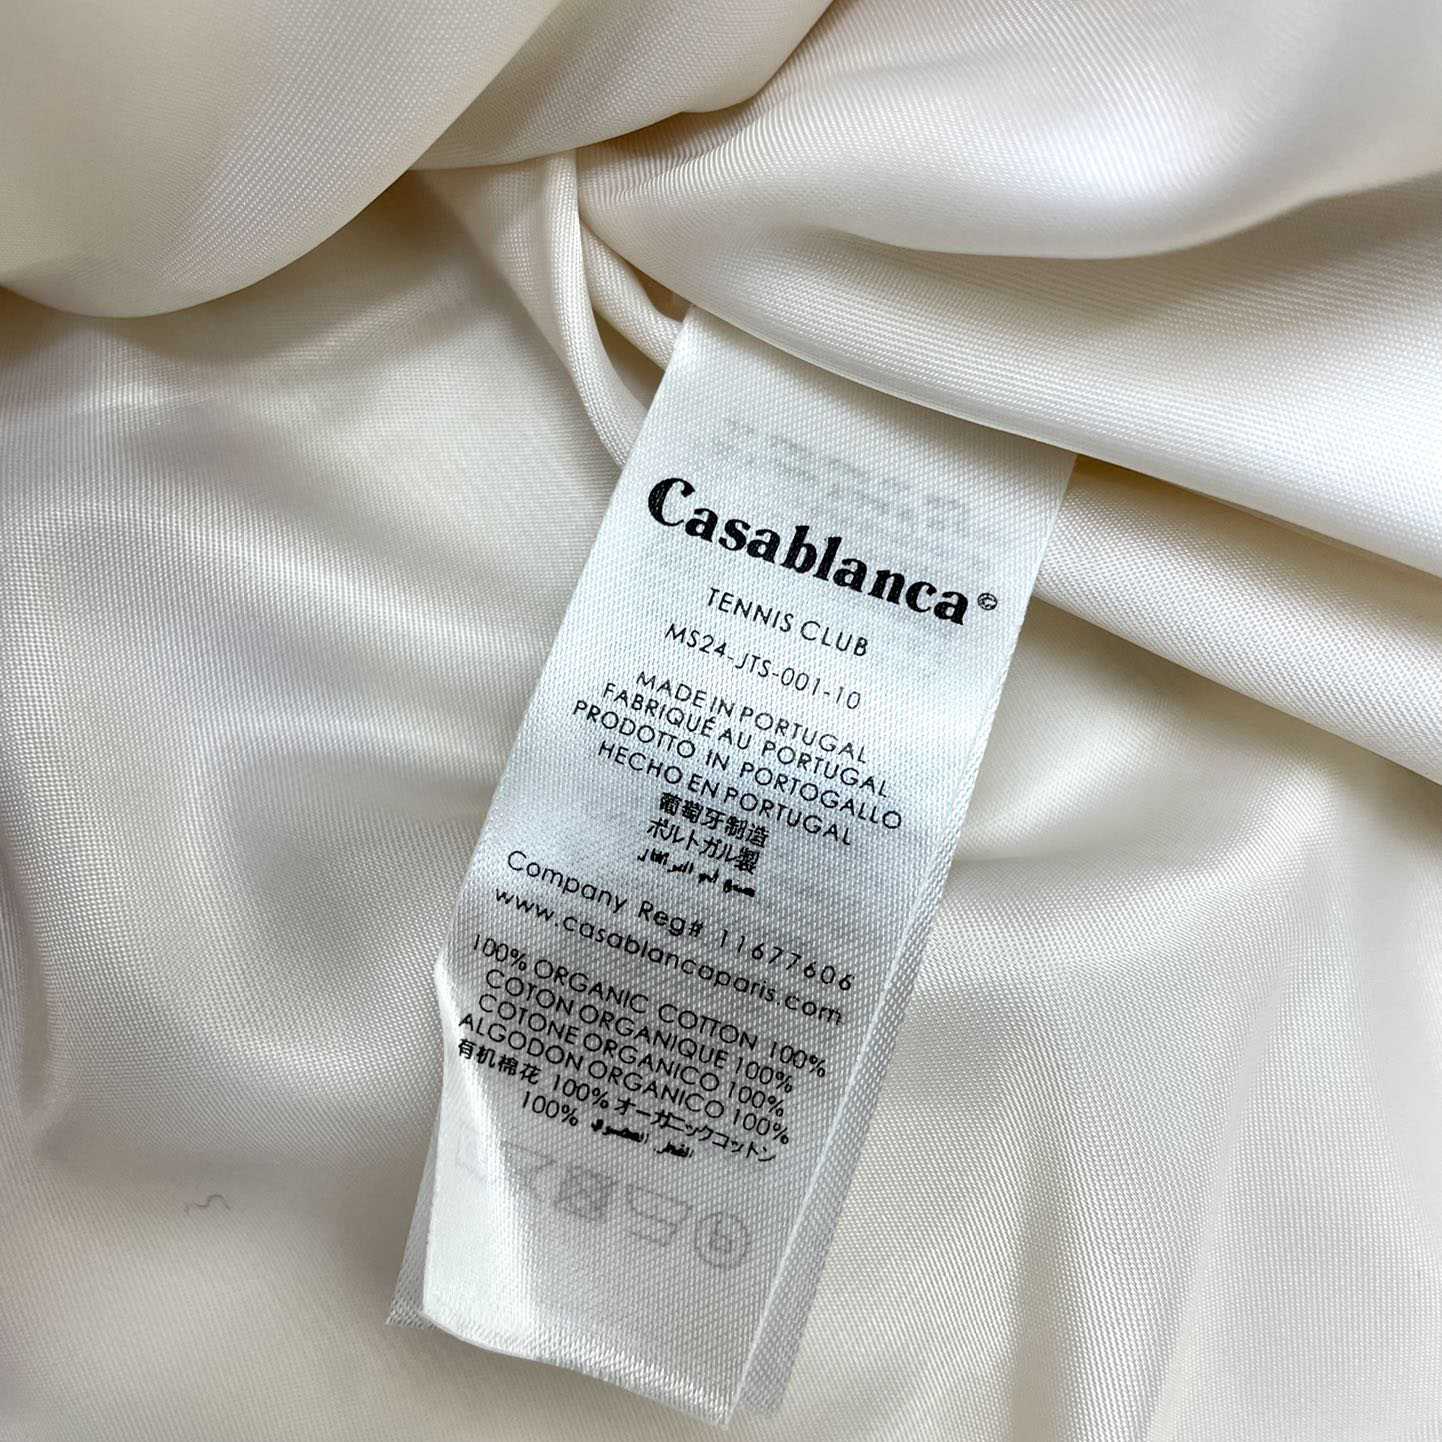 Casablanca©
TENNIS CLUB
MS24-JTS-001-10
MADE IN PORTUGAL
FABRIQUÉ AU PORTUGAL
PRODOTTO IN PORTOGALLO
HECHO EN PORTUGAL
葡萄牙制造
ポルトガル製
Company Reg# 11677606
www.casablancaparis.com
100% ORGANIC COTTON 100%
COTON ORGANIQUE 100%
COTONE ORGANICO 100%
ALGODON ORGANICO 100%
有机棉花 100% オーガニックコットン
100%